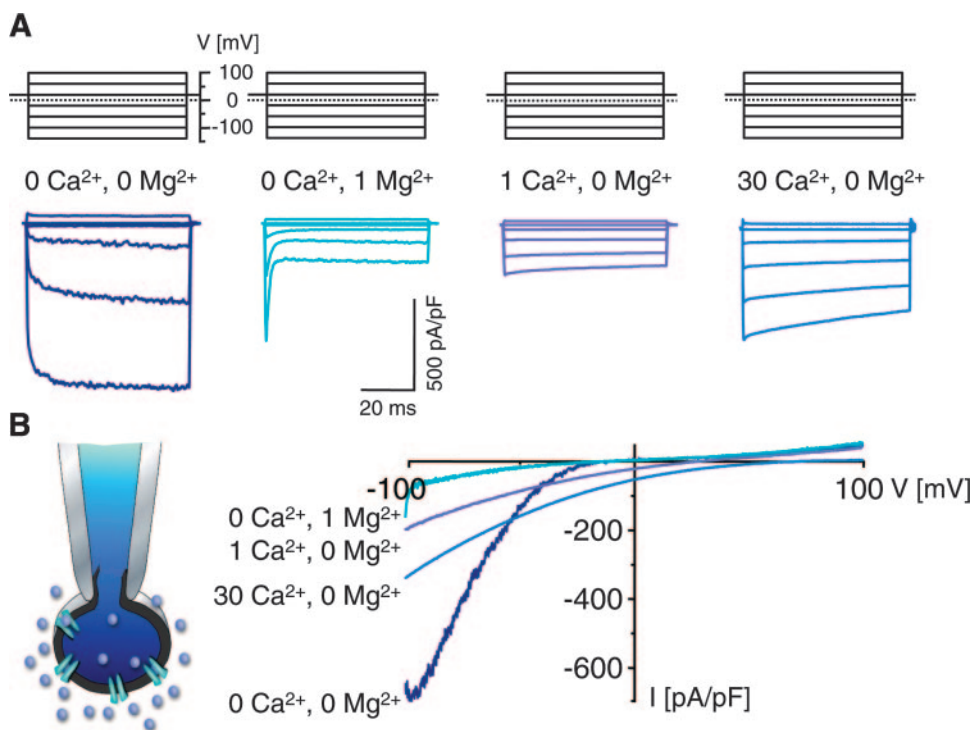 A
V [mV]
100
0
-100
0 Ca²⁺, 0 Mg²⁺
0 Ca²⁺, 1 Mg²⁺
1 Ca²⁺, 0 Mg²⁺
30 Ca²⁺, 0 Mg²⁺
500 pA/pF
20 ms
B
-100
100 V [mV]
0 Ca²⁺, 1 Mg²⁺
-200
1 Ca²⁺, 0 Mg²⁺
30 Ca²⁺, 0 Mg²⁺
-400
-600
0 Ca²⁺, 0 Mg²⁺
I [pA/pF]